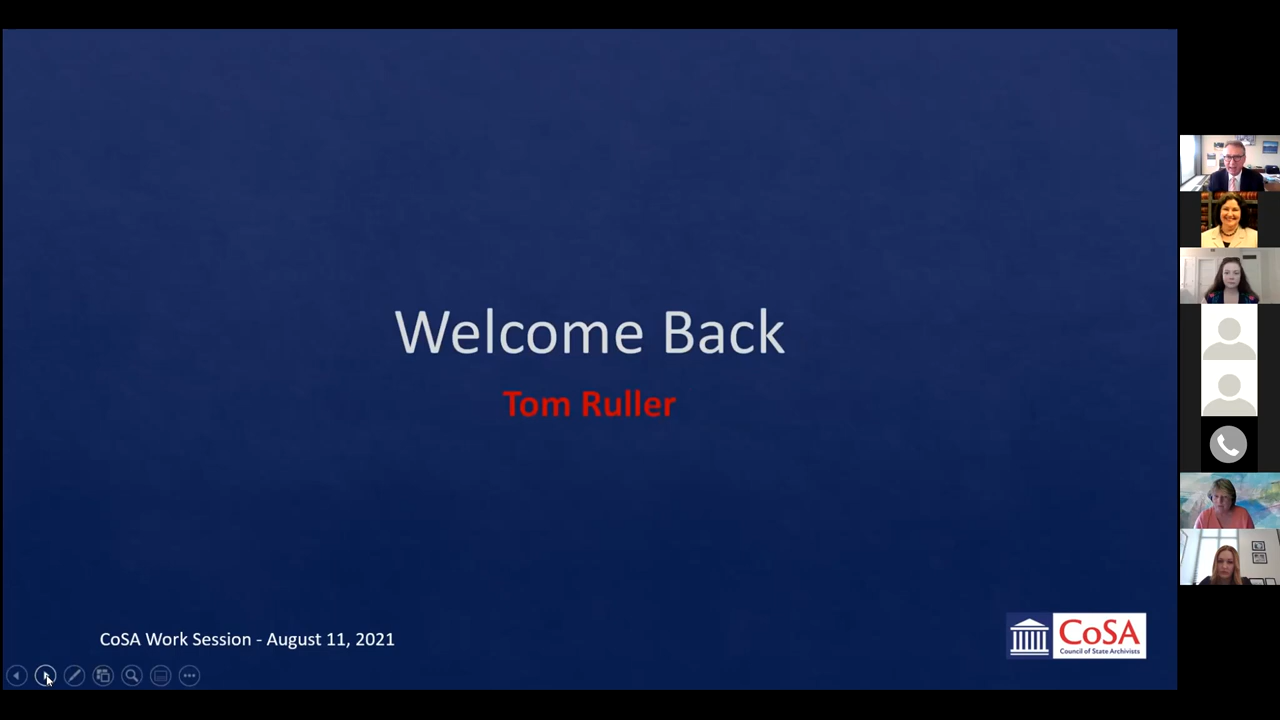 Welcome Back
Tom Ruller
CoSA Work Session - August 11, 2021
CoSA
Council of State Archivists